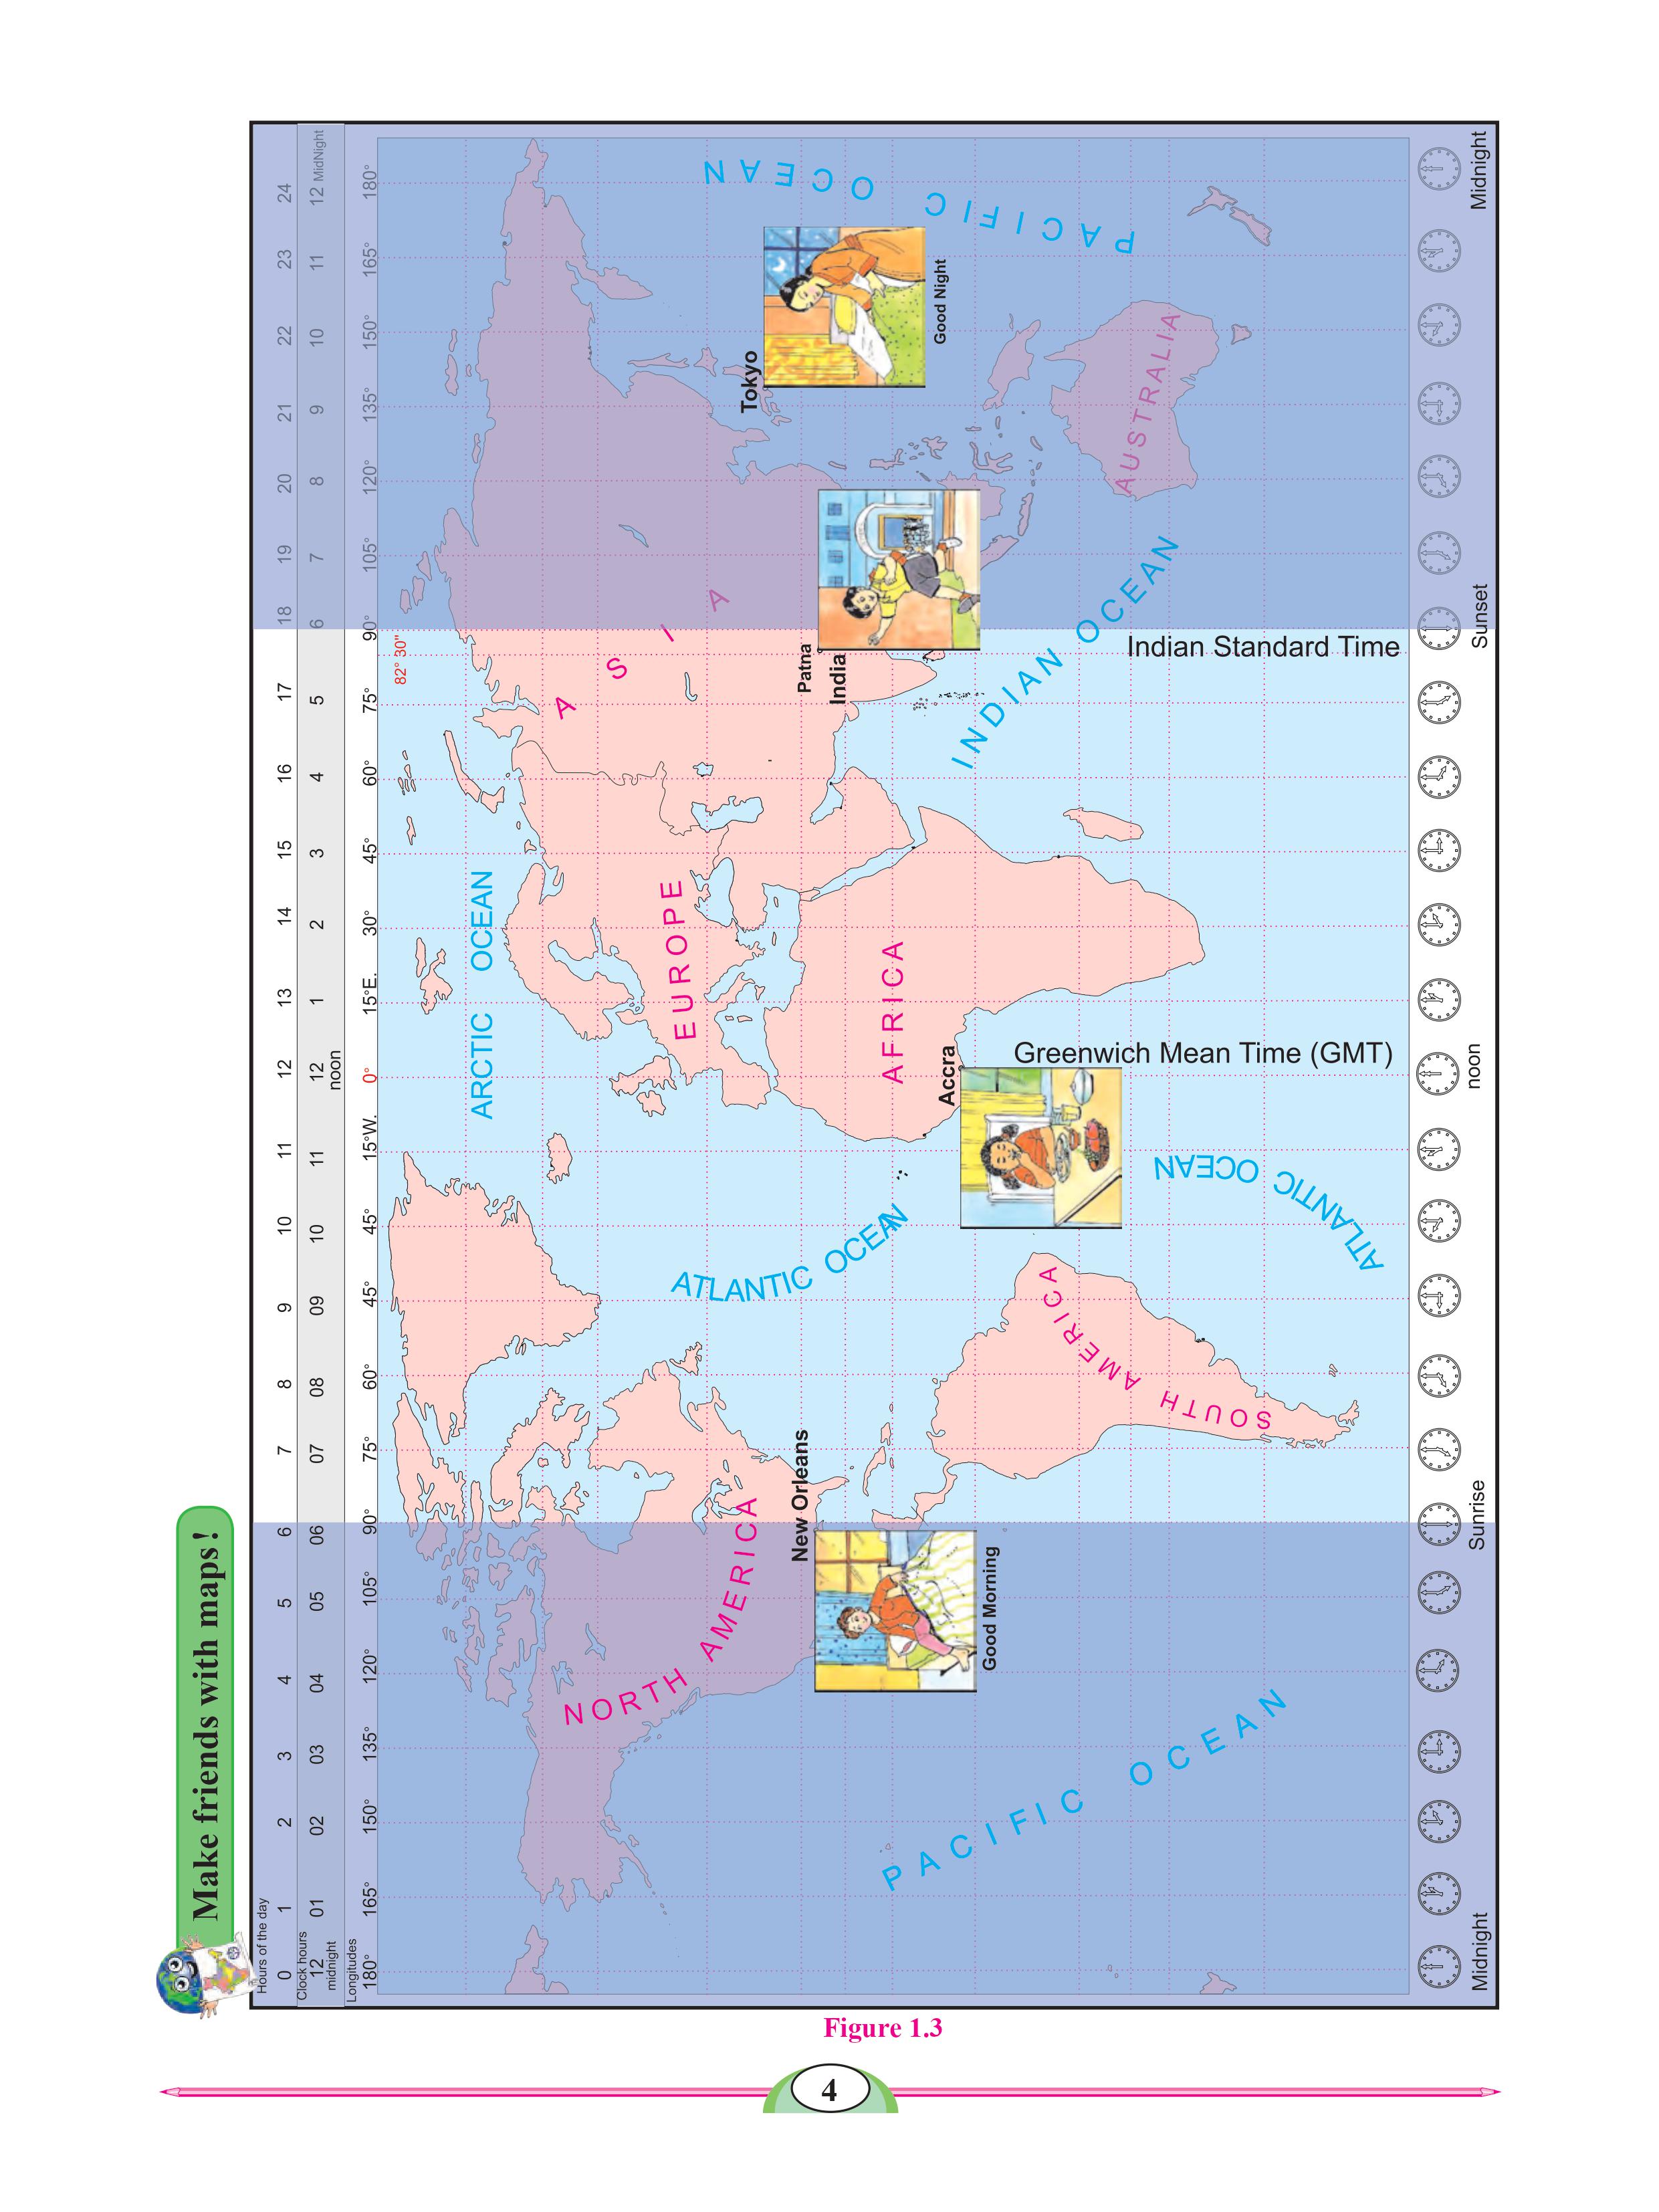 Make friends with maps!
Hours of the day
0 1 2 3 4 5 6 7 8 9 10 11 12 13 14 15 16 17 18 19 20 21 22 23 24
Clock hours
12 01 02 03 04 05 06 07 08 09 10 11 12 1 2 3 4 5 6 7 8 9 10 11 12 MidNight
midnight
noon
Longitudes
180° 165° 150° 135° 120° 105° 90° 75° 60° 45° 45° 15°W. 0° 15°E. 30° 45° 60° 75° 90° 105° 120° 135° 150° 165° 180°
82° 30"
ARCTIC OCEAN
NORTH AMERICA
EUROPE
ASIA
ATLANTIC OCEAN
PACIFIC OCEAN
Tokyo
Good Night
New Orleans
Good Morning
Patna
India
AFRICA
Accra
INDIAN OCEAN
PACIFIC OCEAN
SOUTH AMERICA
ATLANTIC OCEAN
AUSTRALIA
Greenwich Mean Time (GMT)
Indian Standard Time
Midnight
Sunrise
noon
Sunset
Midnight
Figure 1.3
4